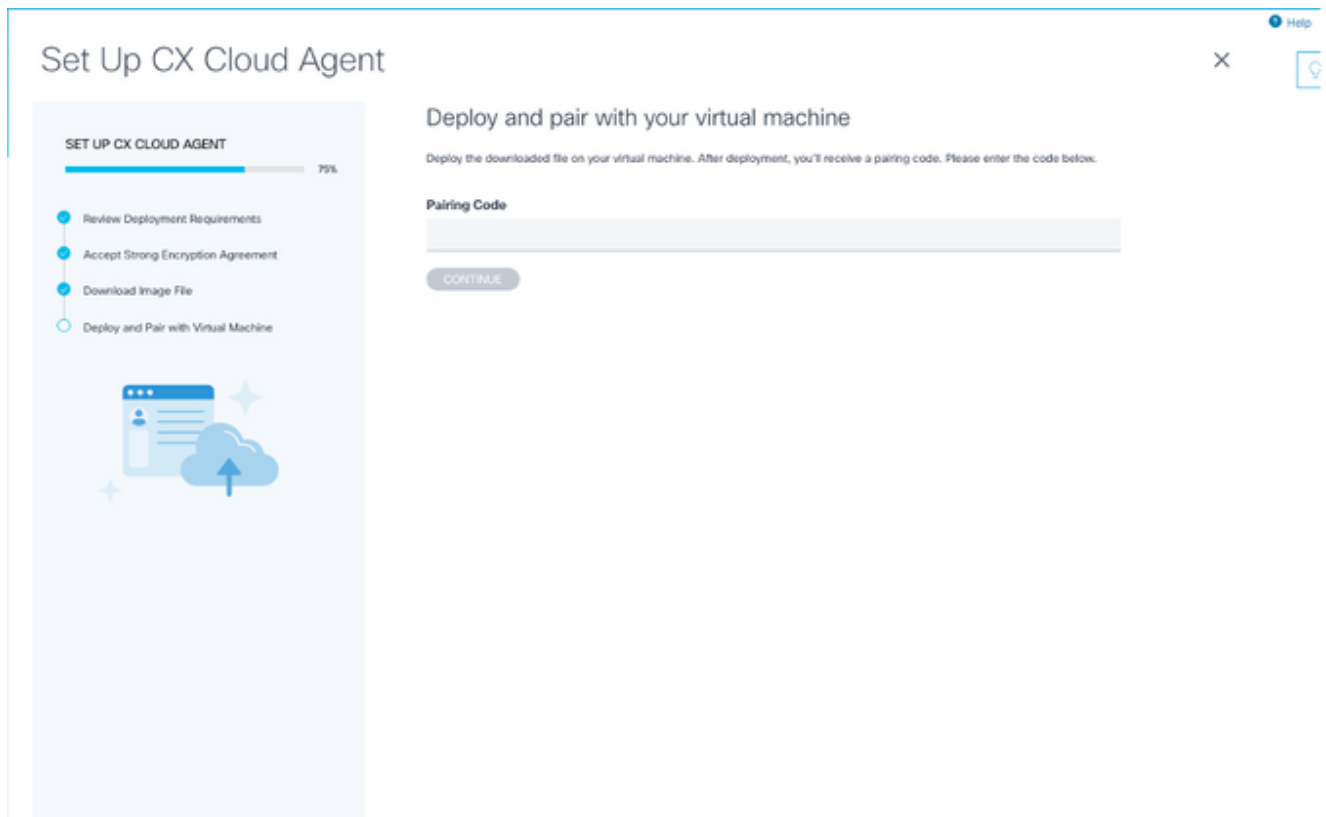 Help
Set Up CX Cloud Agent
SET UP CX CLOUD AGENT
75%
Review Deployment Requirements
Accept Strong Encryption Agreement
Download Image File
Deploy and Pair with Virtual Machine
Deploy and pair with your virtual machine
Deploy the downloaded file on your virtual machine. After deployment, you'll receive a pairing code. Please enter the code below.
Pairing Code
CONTINUE